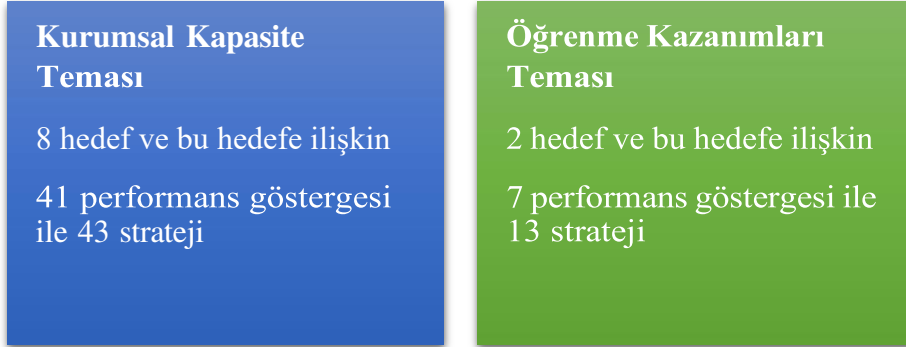 Kurumsal Kapasite
Teması
8 hedef ve bu hedefe ilişkin
41 performans göstergesi
ile 43 strateji
Öğrenme Kazanımları
Teması
2 hedef ve bu hedefe ilişkin
7 performans göstergesi ile
13 strateji